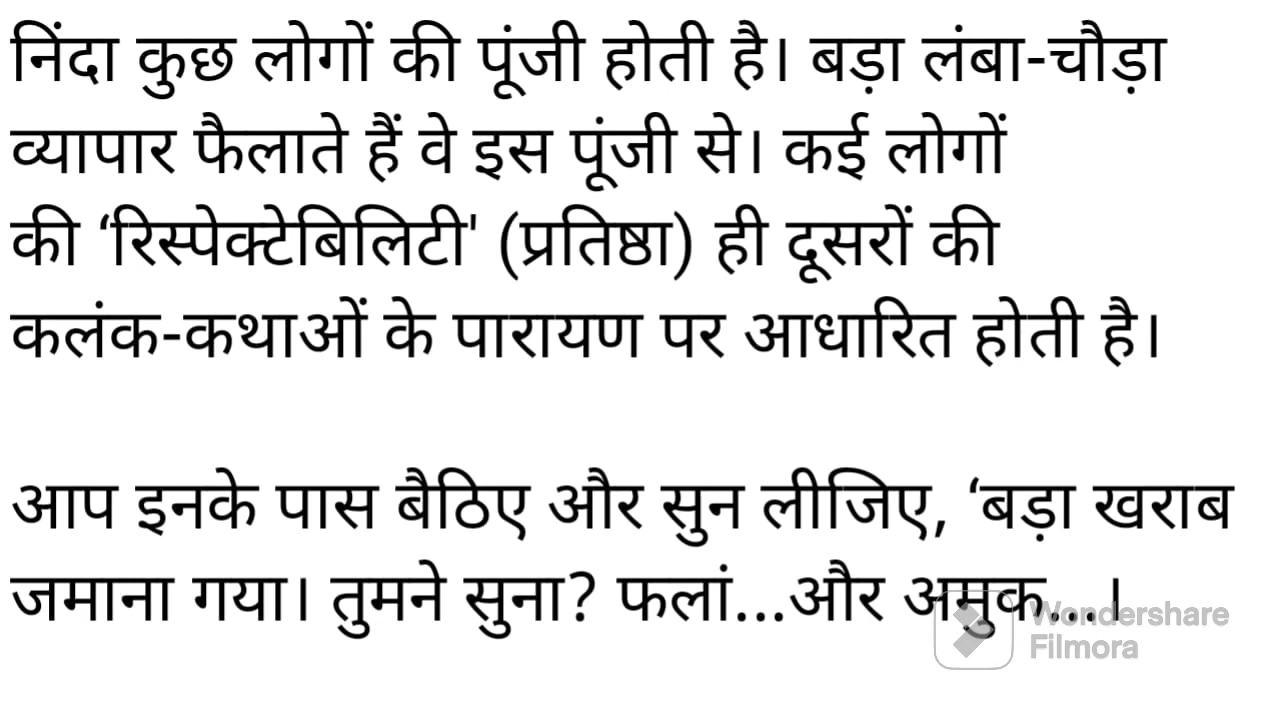 निंदा कुछ लोगों की पूंजी होती है। बड़ा लंबा-चौड़ा
व्यापार फैलाते हैं वे इस पूंजी से। कई लोगों
की ‘रिस्पेक्टेबिलिटी' (प्रतिष्ठा) ही दूसरों की
कलंक-कथाओं के पारायण पर आधारित होती है।
आप इनके पास बैठिए और सुन लीजिए, ‘बड़ा खराब
जमाना गया। तुमने सुना? फलां...और अमुक...।
Wondershare
Filmora